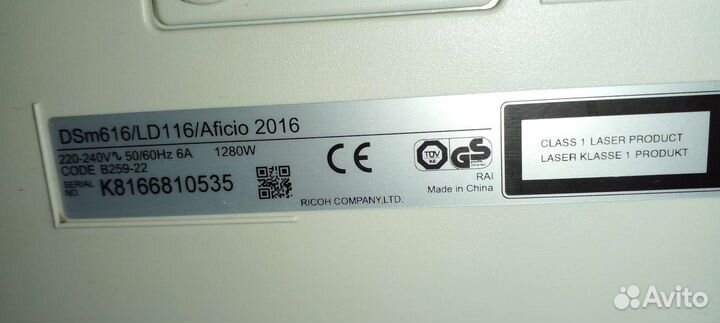 DSm616/LD116/Aficio 2016
220-240V∿ 50/60Hz 6A 1280W
CODE B259-22
SERIAL NO. K8166810535
RICOH COMPANY,LTD.
CE
TÜV
GS
RAI
Made in China
CLASS 1 LASER PRODUCT
LASER KLASSE 1 PRODUKT
Avito